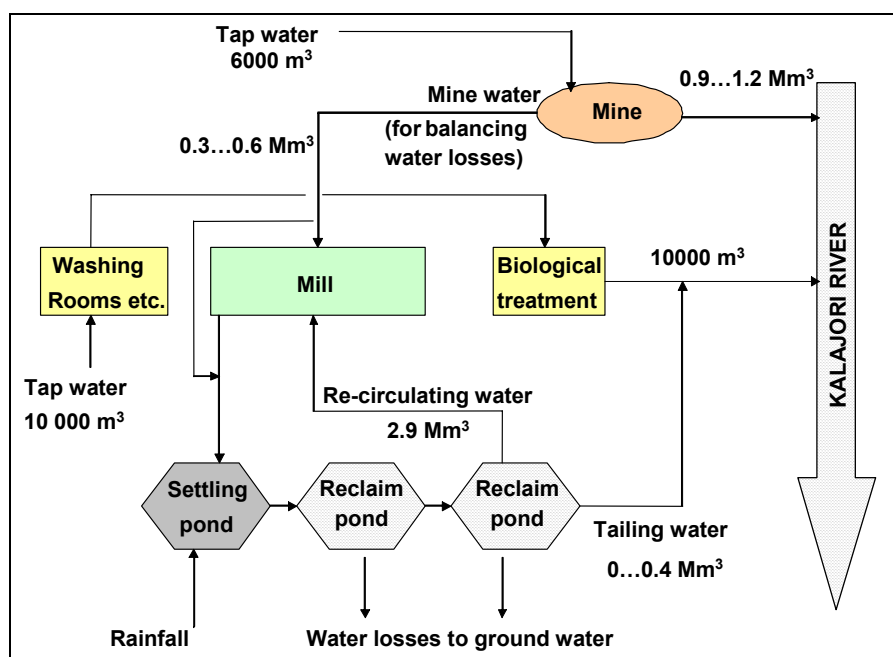 Tap water
6000 m³
Mine water
(for balancing
water losses)
Mine
0.9...1.2 Mm³
0.3...0.6 Mm³
Washing
Rooms etc.
Mill
Biological
treatment
10000 m³
KALAJORI RIVER
Tap water
10 000 m³
Re-circulating water
2.9 Mm³
Settling
pond
Reclaim
pond
Reclaim
pond
Tailing water
0...0.4 Mm³
Rainfall
Water losses to ground water